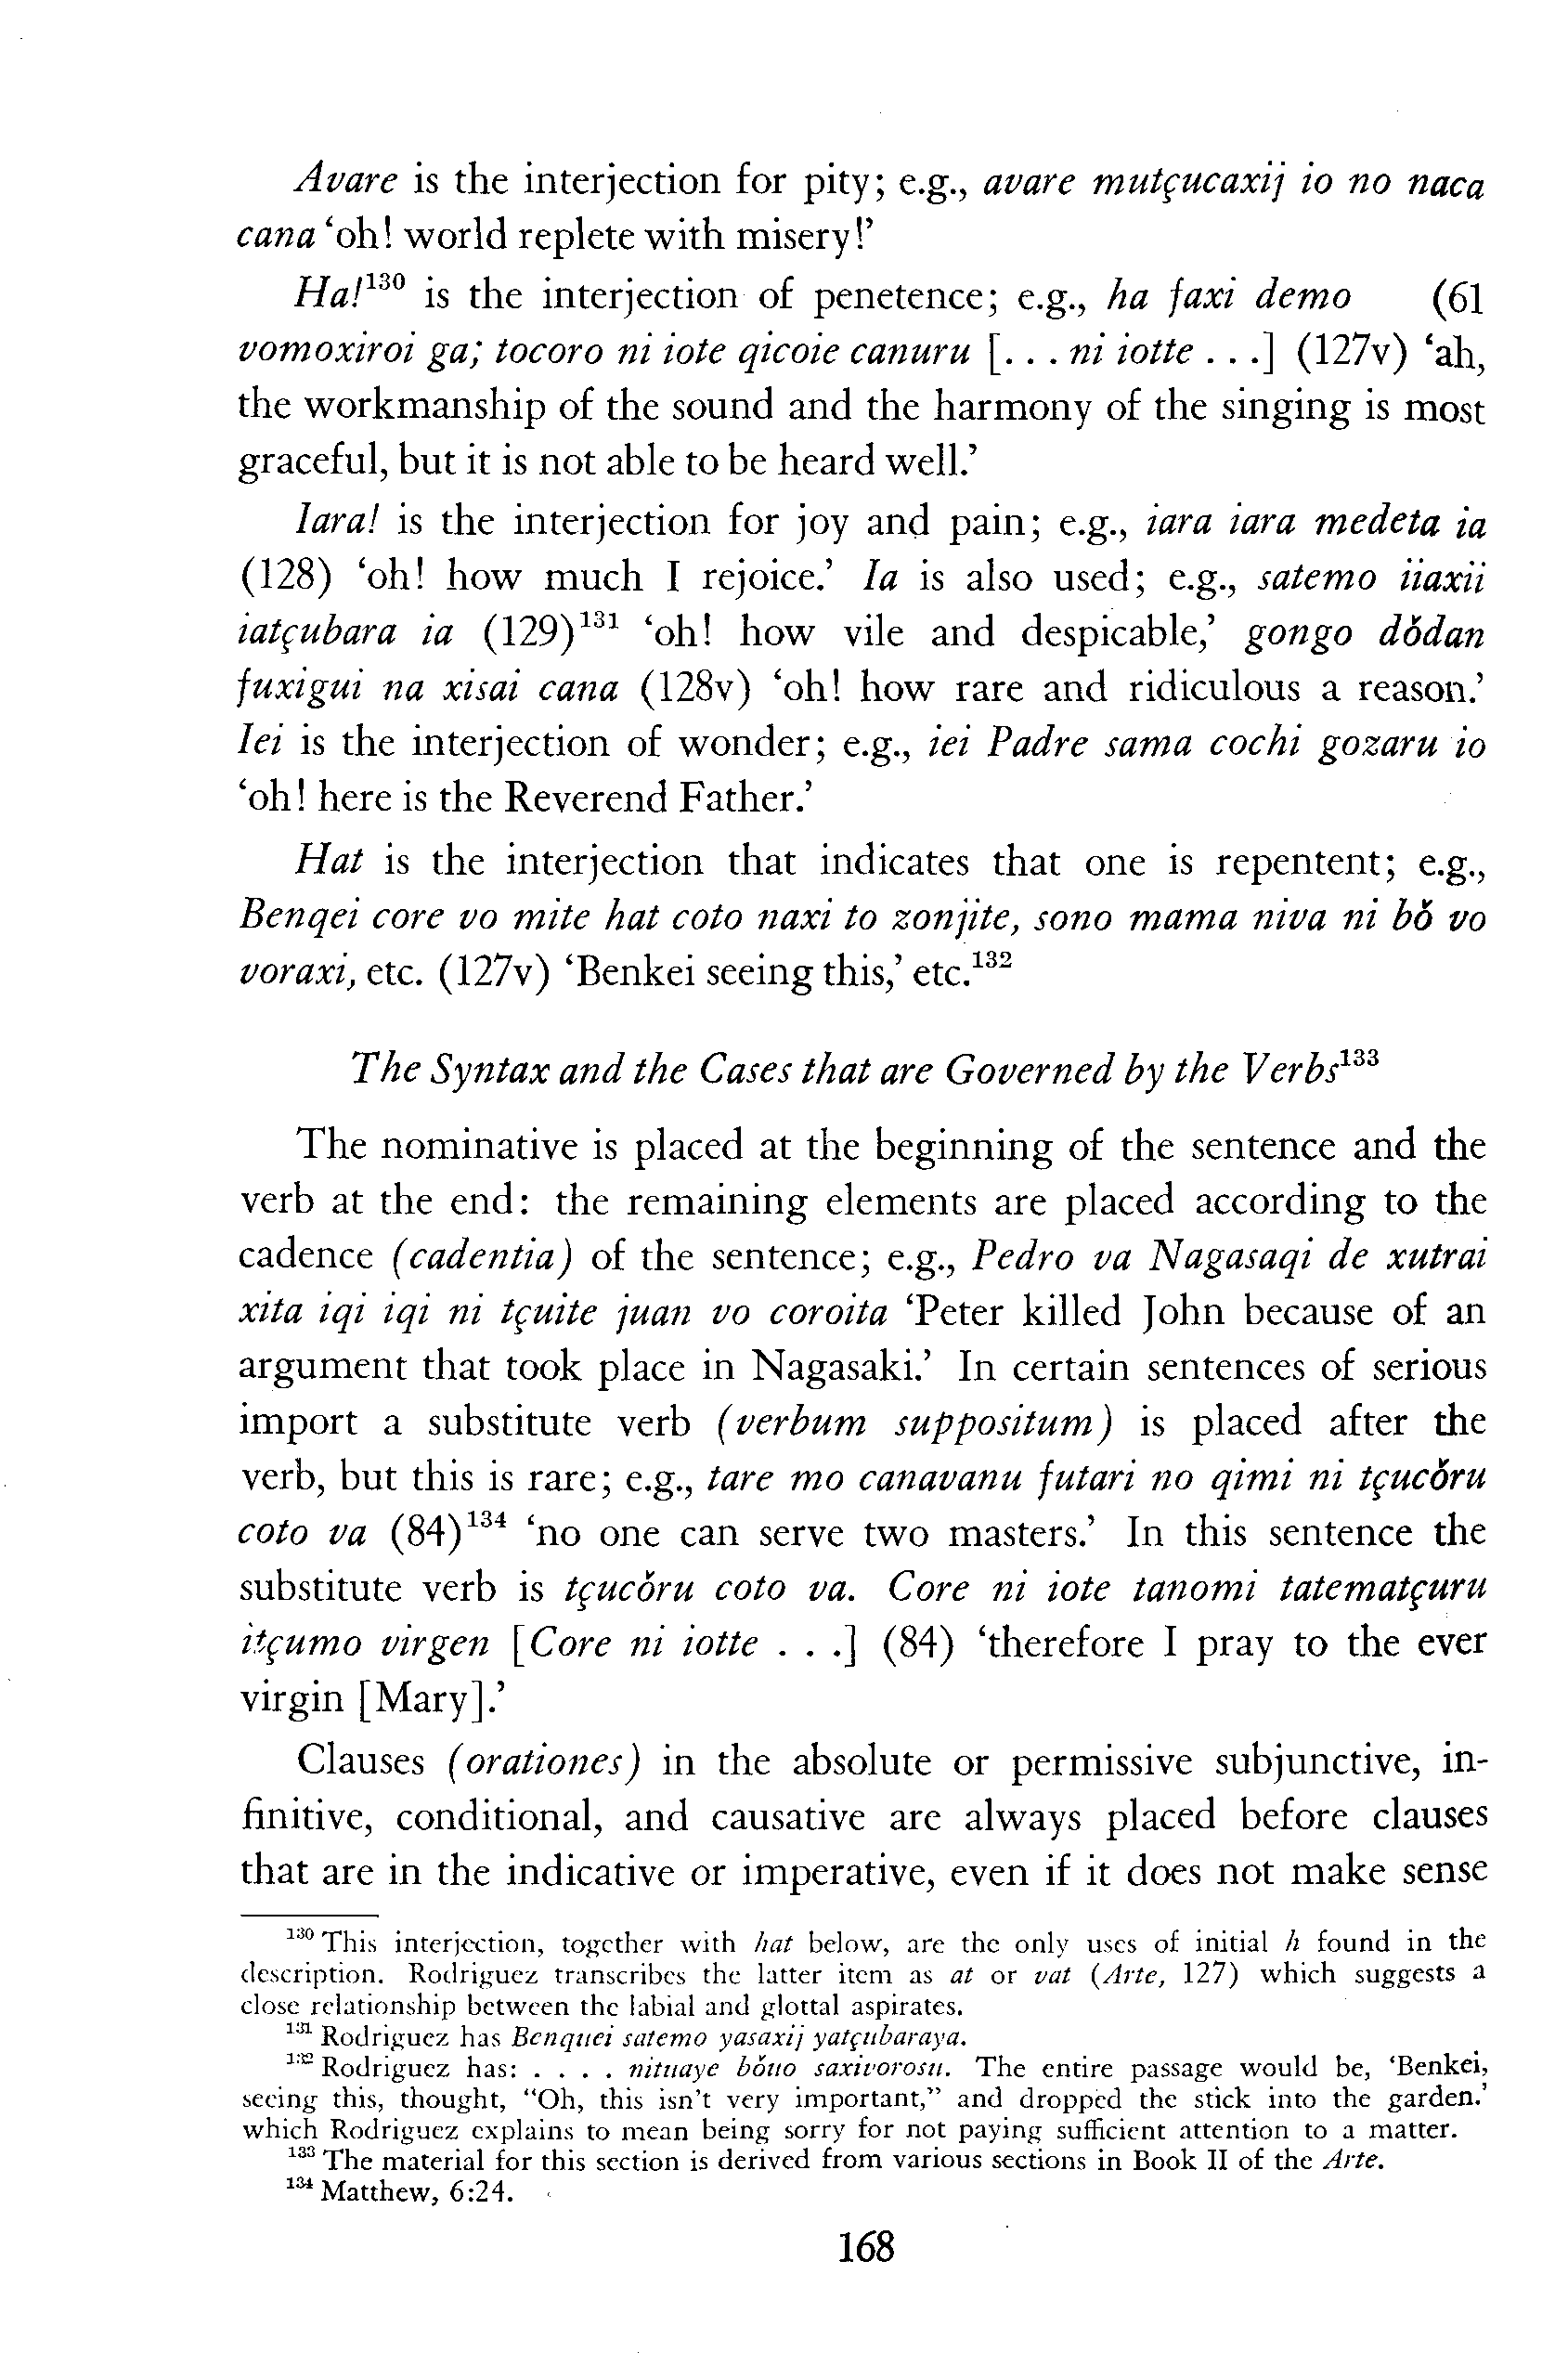 Avare is the interjection for pity; e.g., avare mutçucaxij io no naca
cana ‘oh! world replete with misery!’
Ha!¹³⁰ is the interjection of penetence; e.g., ha faxi demo (61
vomoxiroi ga; tocoro ni iote qicoie canuru [. . . ni iotte . . .] (127v) ‘ah,
the workmanship of the sound and the harmony of the singing is most
graceful, but it is not able to be heard well.’
Iara! is the interjection for joy and pain; e.g., iara iara medeta ia
(128) ‘oh! how much I rejoice.’ Ia is also used; e.g., satemo iiaxii
iatçubara ia (129)¹³¹ ‘oh! how vile and despicable,’ gongo dǒdan
fuxigui na xisai cana (128v) ‘oh! how rare and ridiculous a reason.’
Iei is the interjection of wonder; e.g., iei Padre sama cochi gozaru io
‘oh! here is the Reverend Father.’
Hat is the interjection that indicates that one is repentent; e.g.,
Benqei core vo mite hat coto naxi to zonjite, sono mama niva ni bǒ vo
voraxi, etc. (127v) ‘Benkei seeing this,’ etc.¹³²
The Syntax and the Cases that are Governed by the Verbs¹³³
The nominative is placed at the beginning of the sentence and the
verb at the end: the remaining elements are placed according to the
cadence (cadentia) of the sentence; e.g., Pedro va Nagasaqi de xutrai
xita iqi iqi ni tçuite juan vo coroita ‘Peter killed John because of an
argument that took place in Nagasaki.’ In certain sentences of serious
import a substitute verb (verbum suppositum) is placed after the
verb, but this is rare; e.g., tare mo canavanu futari no qimi ni tçucǒru
coto va (84)¹³⁴ ‘no one can serve two masters.’ In this sentence the
substitute verb is tçucǒru coto va. Core ni iote tanomi tatematçuru
itçumo virgen [Core ni iotte . . .] (84) ‘therefore I pray to the ever
virgin [Mary].’
Clauses (orationes) in the absolute or permissive subjunctive, in-
finitive, conditional, and causative are always placed before clauses
that are in the indicative or imperative, even if it does not make sense
¹³⁰ This interjection, together with hat below, are the only uses of initial h found in the
description. Rodriguez transcribes the latter item as at or vat (Arte, 127) which suggests a
close relationship between the labial and glottal aspirates.
¹³¹ Rodriguez has Benquei satemo yasaxij yatçubaraya.
¹³² Rodriguez has: . . . . nituaye bǒuo saxivorosu. The entire passage would be, ‘Benkei,
seeing this, thought, “Oh, this isn’t very important,” and dropped the stick into the garden.’
which Rodriguez explains to mean being sorry for not paying sufficient attention to a matter.
¹³³ The material for this section is derived from various sections in Book II of the Arte.
¹³⁴ Matthew, 6:24.
168